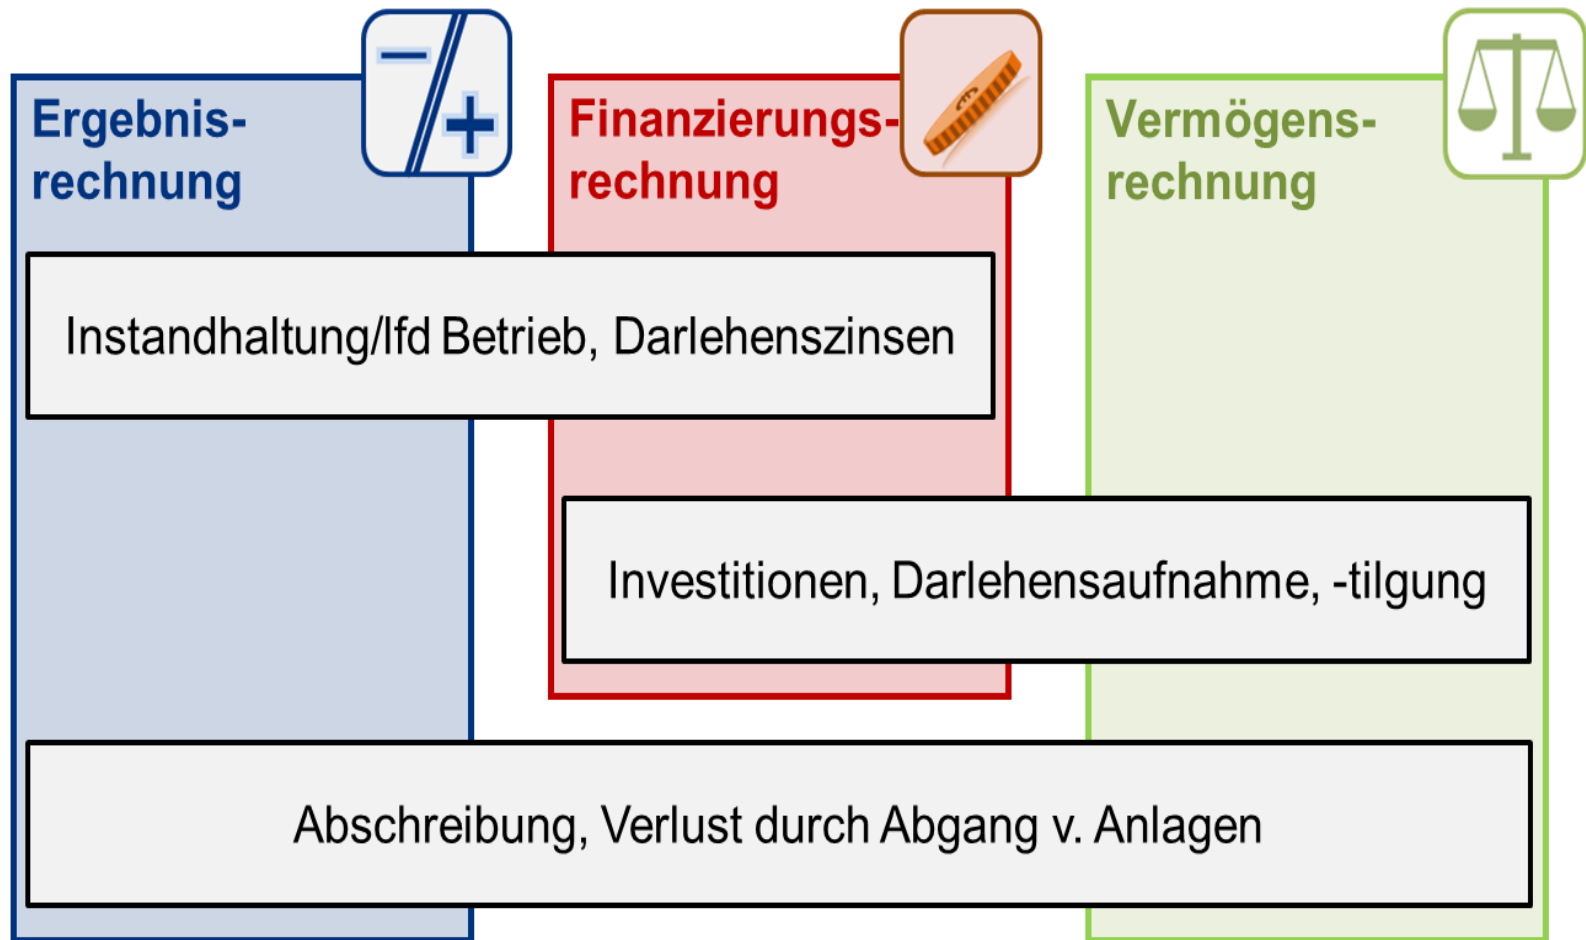 Ergebnis-
rechnung
Finanzierungs-
rechnung
Vermögens-
rechnung
Instandhaltung/lfd Betrieb, Darlehenszinsen
Investitionen, Darlehensaufnahme, -tilgung
Abschreibung, Verlust durch Abgang v. Anlagen